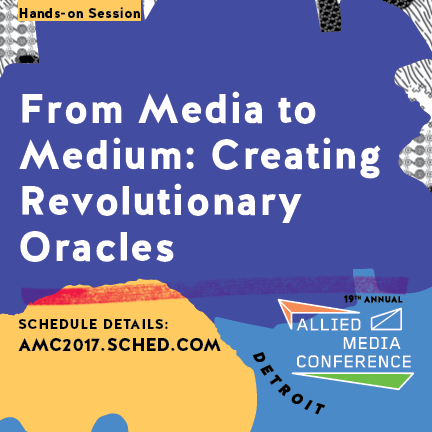 Hands-on Session
From Media to
Medium: Creating
Revolutionary
Oracles
SCHEDULE DETAILS:
AMC2017.SCHED.COM
19TH ANNUAL
ALLIED
MEDIA
CONFERENCE
DETROIT